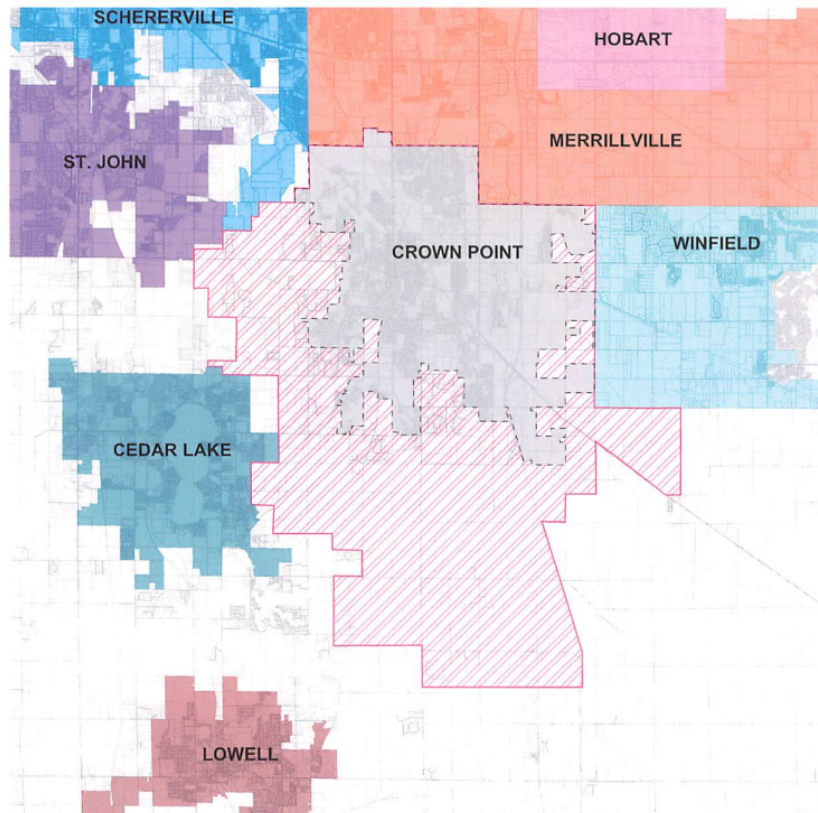 SCHERERVILLE
HOBART
MERRILLVILLE
ST. JOHN
CROWN POINT
WINFIELD
CEDAR LAKE
LOWELL